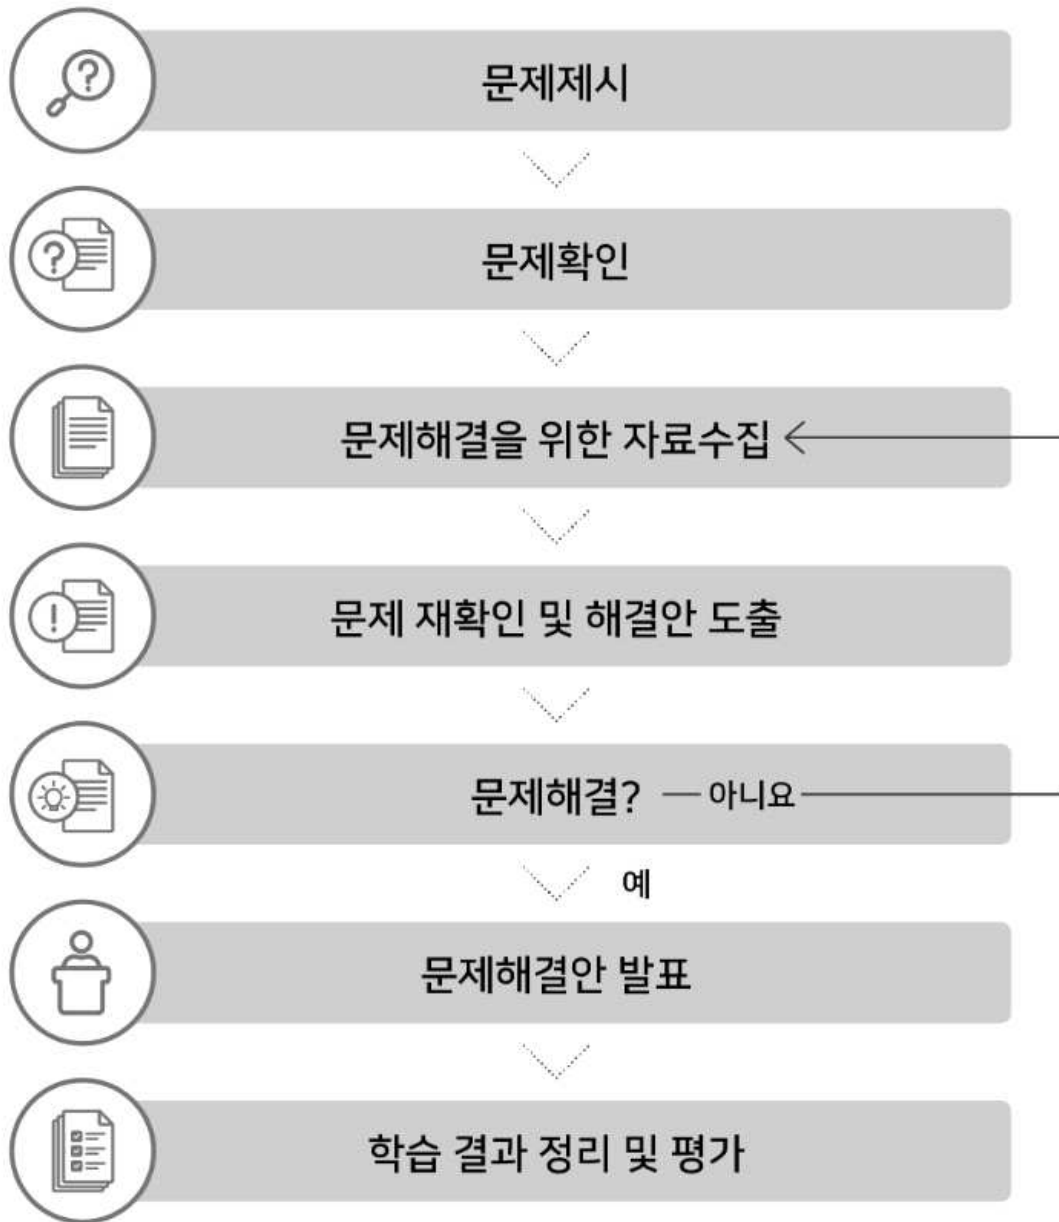 문제제시
문제확인
문제해결을 위한 자료수집
문제 재확인 및 해결안 도출
문제해결? 아니요
예
문제해결안 발표
학습 결과 정리 및 평가